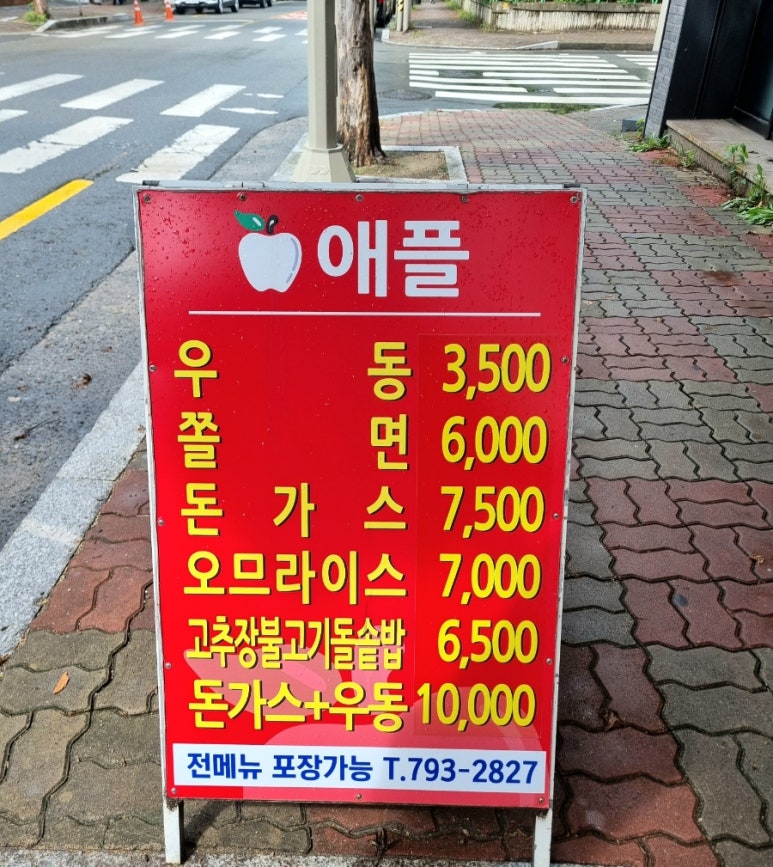 애플
우동 3,500
쫄면 6,000
돈가스 7,500
오므라이스 7,000
고추장불고기돌솥밥 6,500
돈가스+우동 10,000
전메뉴 포장가능 T.793-2827